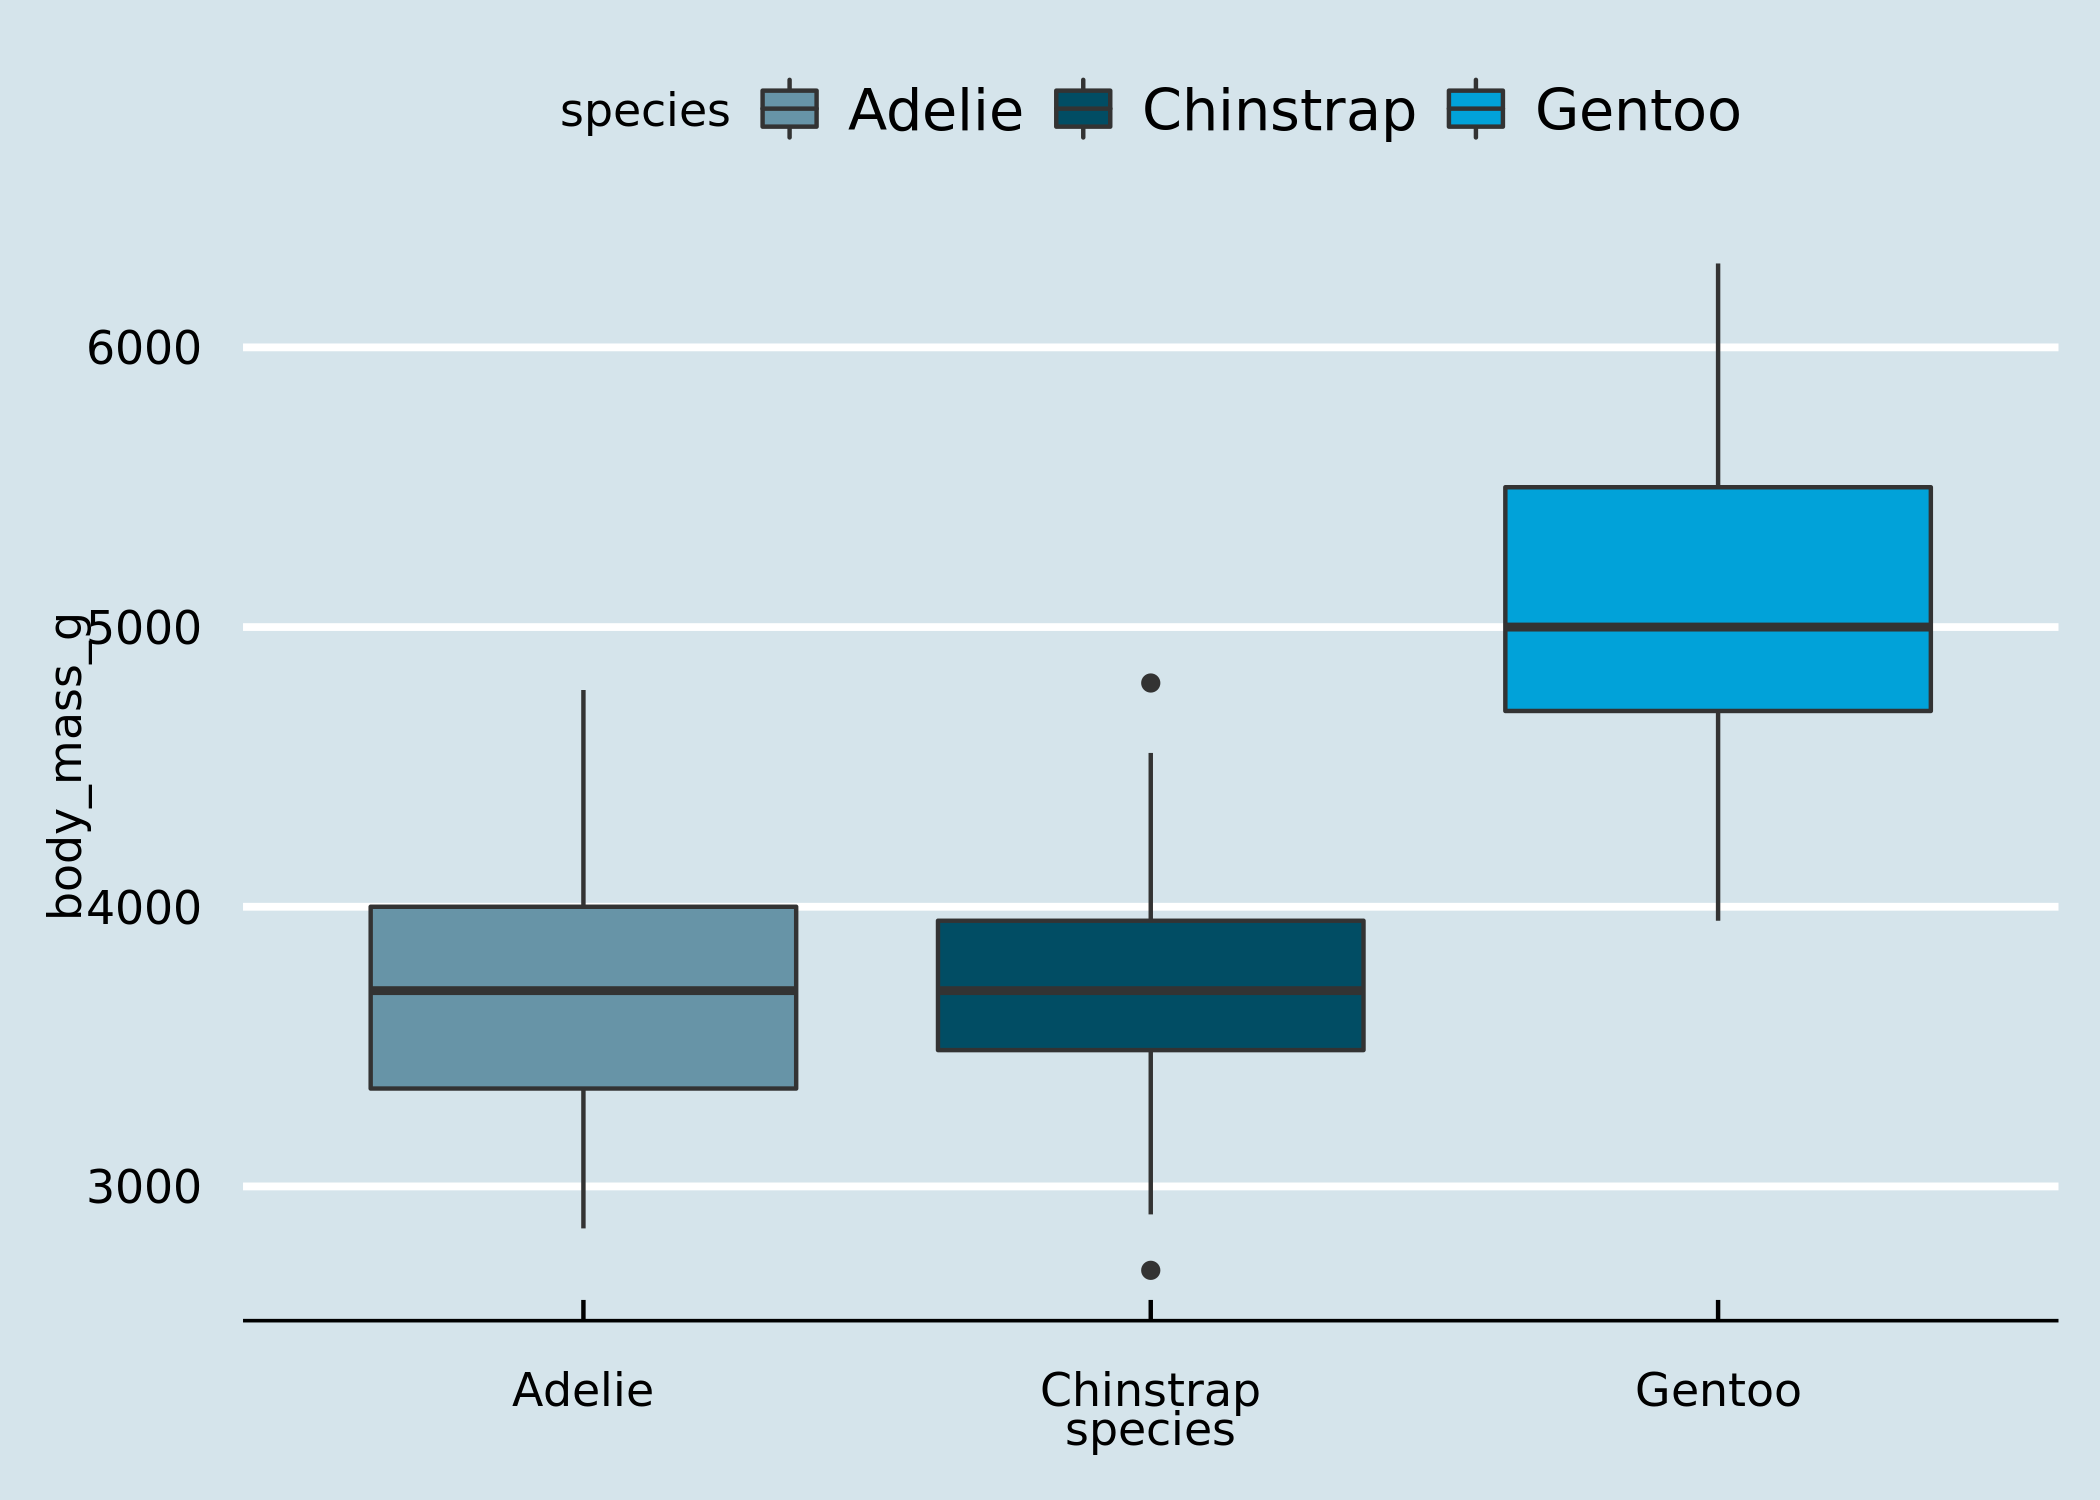 species Adelie Chinstrap Gentoo
6000
5000
4000
3000
body_mass_g
Adelie Chinstrap Gentoo
species